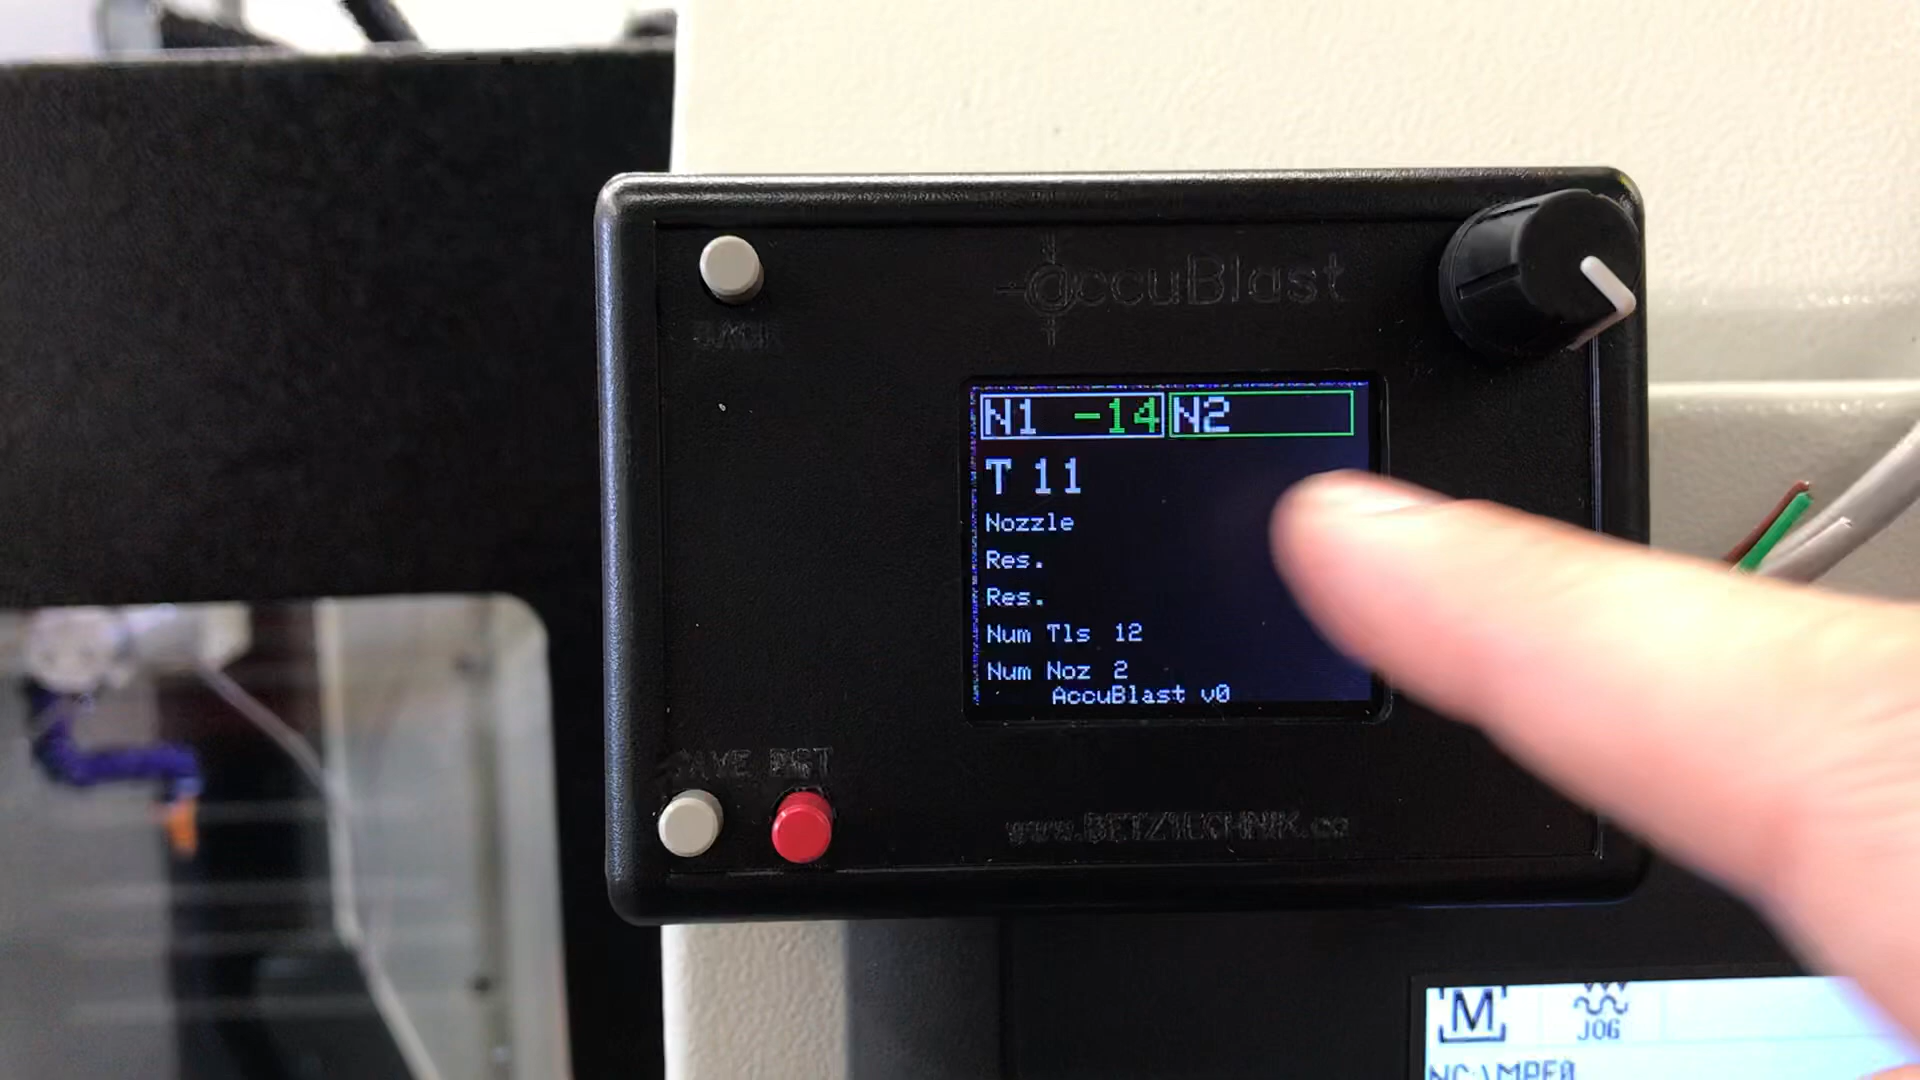 AccuBlast
BACK
N1 -14 N2
T 11
Nozzle
Res.
Res.
Num Tls 12
Num Noz 2
AccuBlast v0
SAVE RST
www.BETZTECHNIK.ca
M
JOG